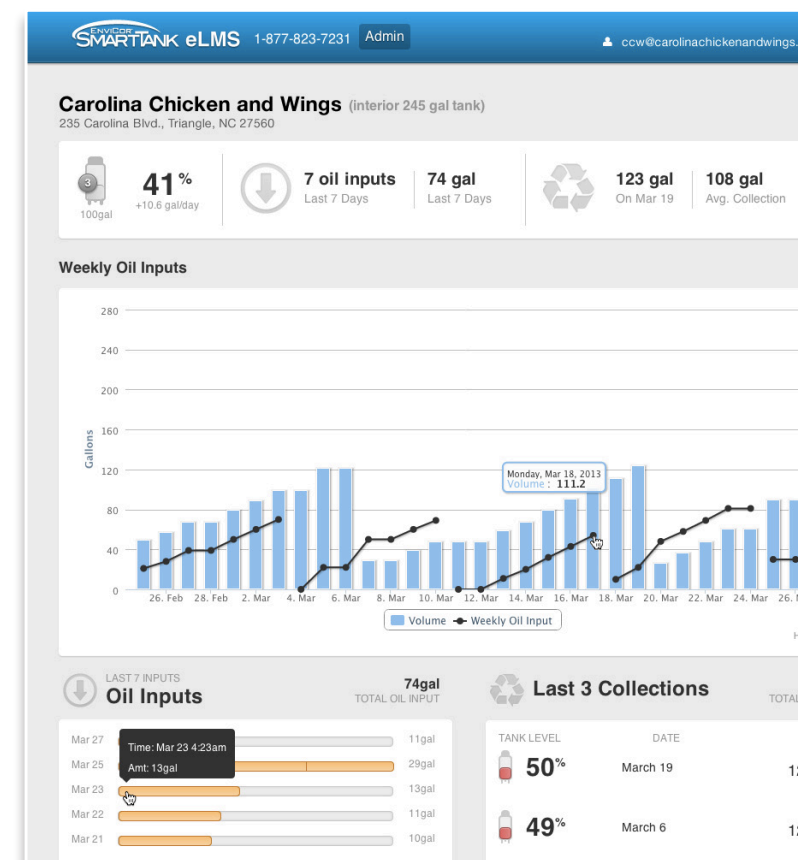 ENVICOR
SMARTTANK eLMS 1-877-823-7231 Admin ccw@carolinachickenandwings.
Carolina Chicken and Wings (interior 245 gal tank)
235 Carolina Blvd., Triangle, NC 27560
3
100gal
41%
+10.6 gal/day
7 oil inputs
Last 7 Days
74 gal
Last 7 Days
123 gal
On Mar 19
108 gal
Avg. Collection
Weekly Oil Inputs
280
240
200
160
120
80
40
0
Gallons
Monday, Mar 18, 2013
Volume : 111.2
26. Feb 28. Feb 2. Mar 4. Mar 6. Mar 8. Mar 10. Mar 12. Mar 14. Mar 16. Mar 18. Mar 20. Mar 22. Mar 24. Mar 26.
Volume Weekly Oil Input
H
LAST 7 INPUTS
Oil Inputs
74gal
TOTAL OIL INPUT
Mar 27 11gal
Mar 25 29gal
Mar 23 13gal
Mar 22 11gal
Mar 21 10gal
Time: Mar 23 4:23am
Amt: 13gal
Last 3 Collections
TOTAL
TANK LEVEL DATE
50% March 19 12
49% March 6 12